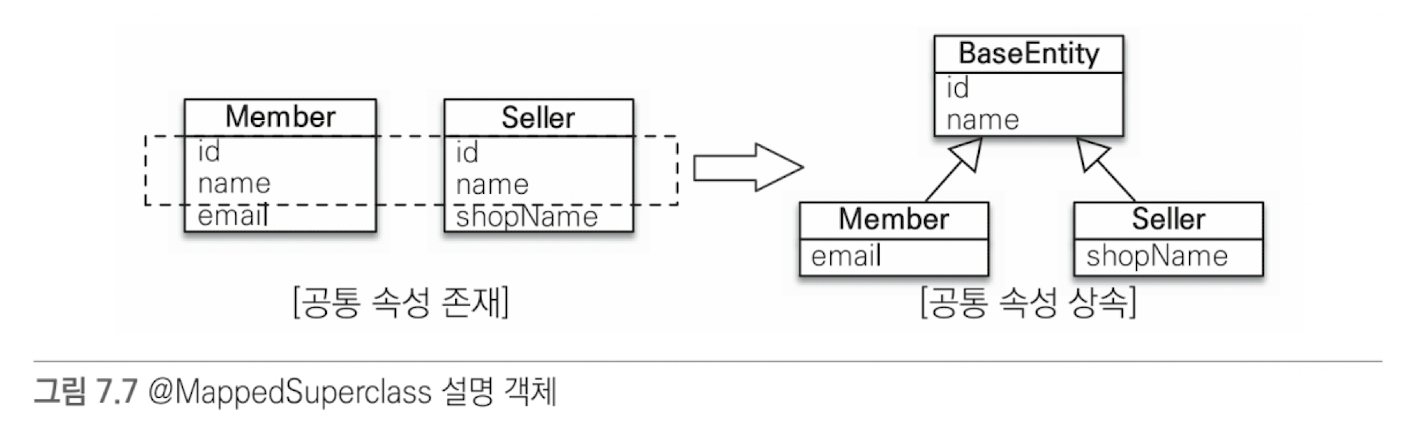 Member
id
name
email
Seller
id
name
shopName
[공통 속성 존재]
BaseEntity
id
name
Member
email
Seller
shopName
[공통 속성 상속]
그림 7.7 @MappedSuperclass 설명 객체